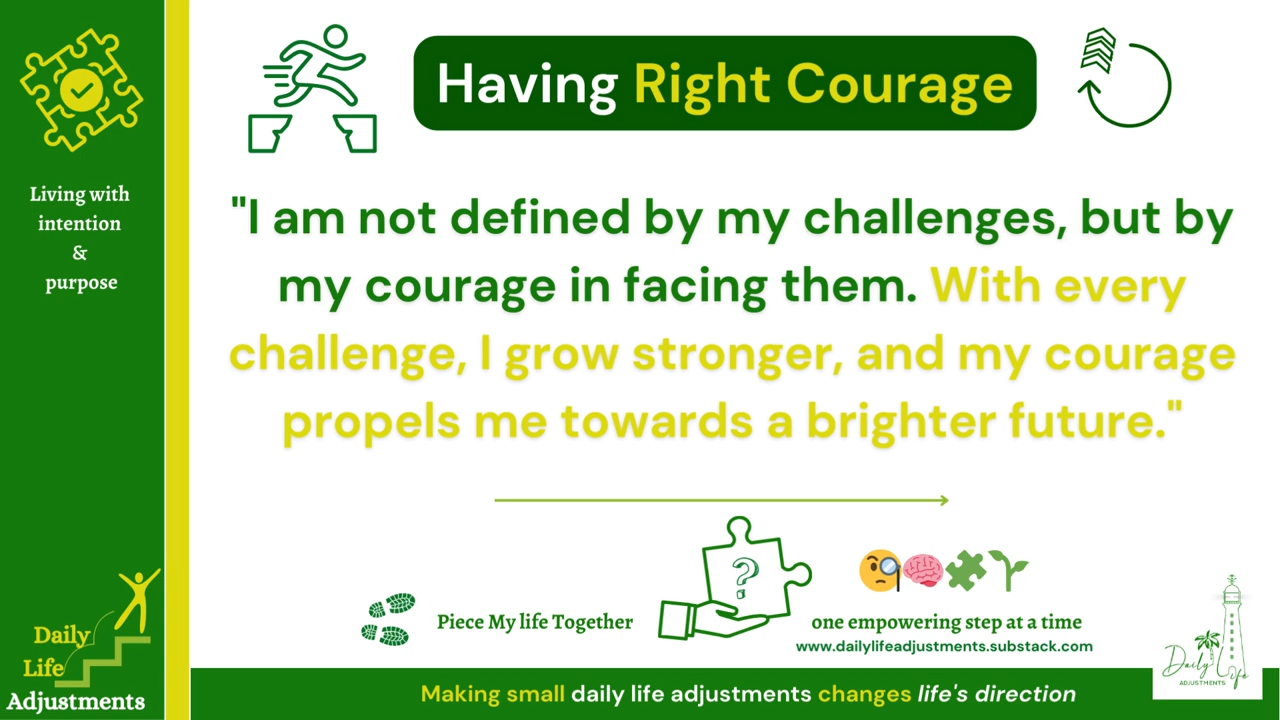 Having Right Courage
Living with
intention
&
purpose
"I am not defined by my challenges, but by
my courage in facing them. With every
challenge, I grow stronger, and my courage
propels me towards a brighter future."
?
Piece My life Together
one empowering step at a time
www.dailylifeadjustments.substack.com
Daily
Life
Adjustments
Daily Life
ADJUSTMENTS
Making small daily life adjustments changes life's direction